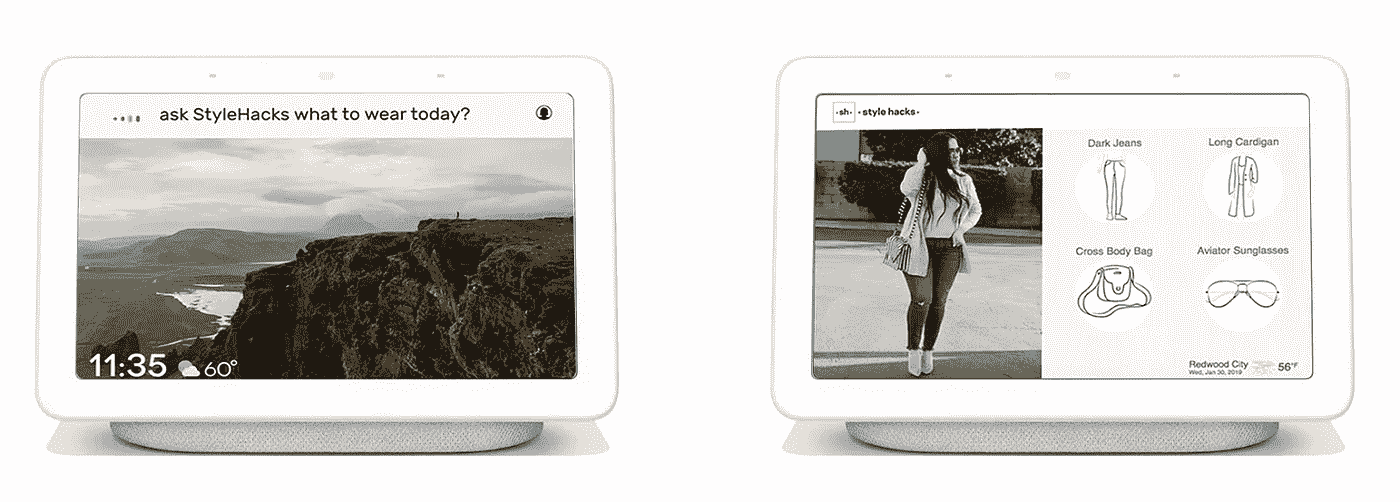 ask StyleHacks what to wear today?
11:35 60°
·sh· ·style hacks·
Dark Jeans
Long Cardigan
Cross Body Bag
Aviator Sunglasses
Redwood City
Wed, Jan 30, 2019
56°F